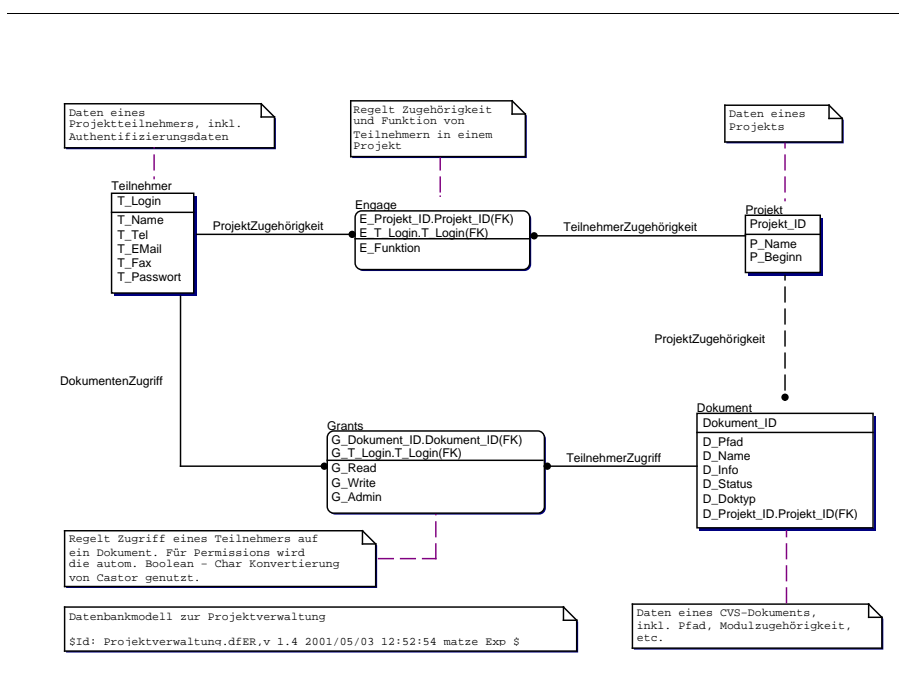 Daten eines
Projektteilnehmers, inkl.
Authentifizierungsdaten
Regelt Zugehörigkeit
und Funktion von
Teilnehmern in einem
Projekt
Daten eines
Projekts
Teilnehmer
T_Login
T_Name
T_Tel
T_EMail
T_Fax
T_Passwort
ProjektZugehörigkeit
Engage
E_Projekt_ID.Projekt_ID(FK)
E_T_Login.T_Login(FK)
E_Funktion
TeilnehmerZugehörigkeit
Projekt
Projekt_ID
P_Name
P_Beginn
ProjektZugehörigkeit
DokumentenZugriff
Grants
G_Dokument_ID.Dokument_ID(FK)
G_T_Login.T_Login(FK)
G_Read
G_Write
G_Admin
TeilnehmerZugriff
Dokument
Dokument_ID
D_Pfad
D_Name
D_Info
D_Status
D_Doktyp
D_Projekt_ID.Projekt_ID(FK)
Regelt Zugriff eines Teilnehmers auf
ein Dokument. Für Permissions wird
die autom. Boolean - Char Konvertierung
von Castor genutzt.
Datenbankmodell zur Projektverwaltung
$Id: Projektverwaltung.dfER,v 1.4 2001/05/03 12:52:54 matze Exp $
Daten eines CVS-Dokuments,
inkl. Pfad, Modulzugehörigkeit,
etc.